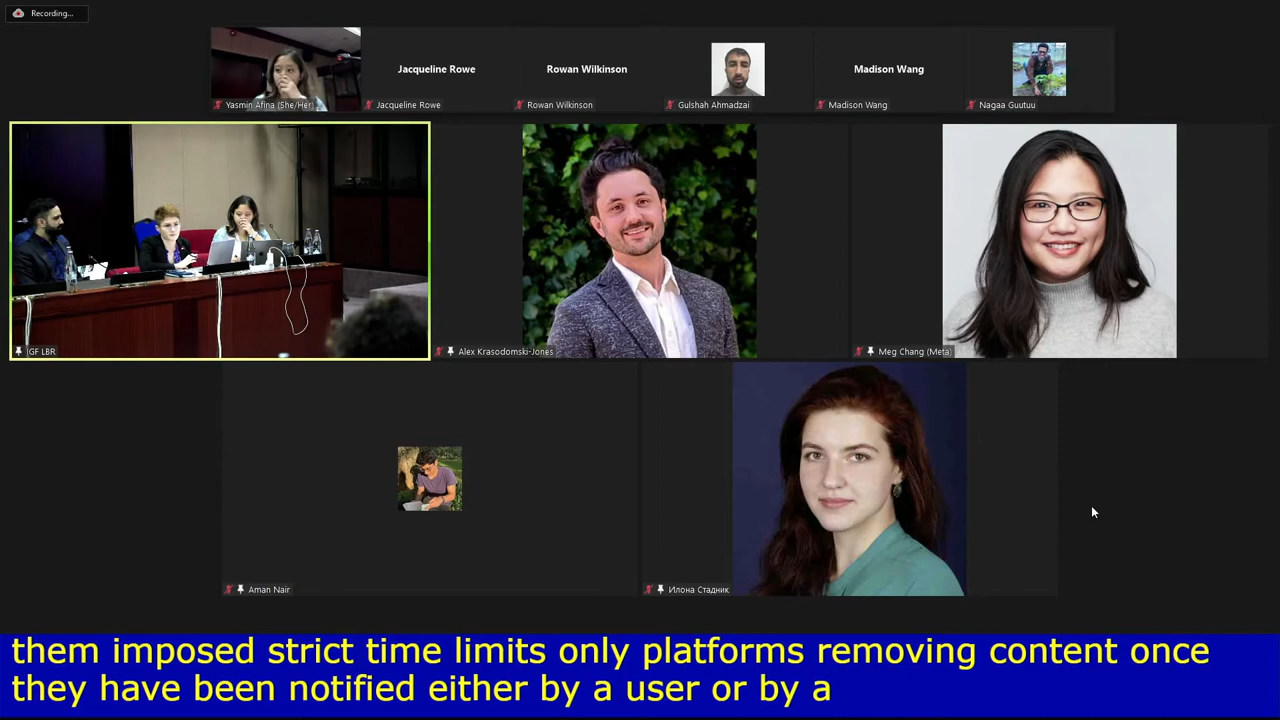 Recording...
Jacqueline Rowe
Rowan Wilkinson
Madison Wang
Yasmin Afina (She/Her)
Jacqueline Rowe
Rowan Wilkinson
Gulshah Ahmadzai
Madison Wang
Nagaa Guutuu
IGF LBR
Alex Krasodomski-Jones
Meg Chang (Meta)
Aman Nair
Илона Стадник
them imposed strict time limits only platforms removing content once
they have been notified either by a user or by a